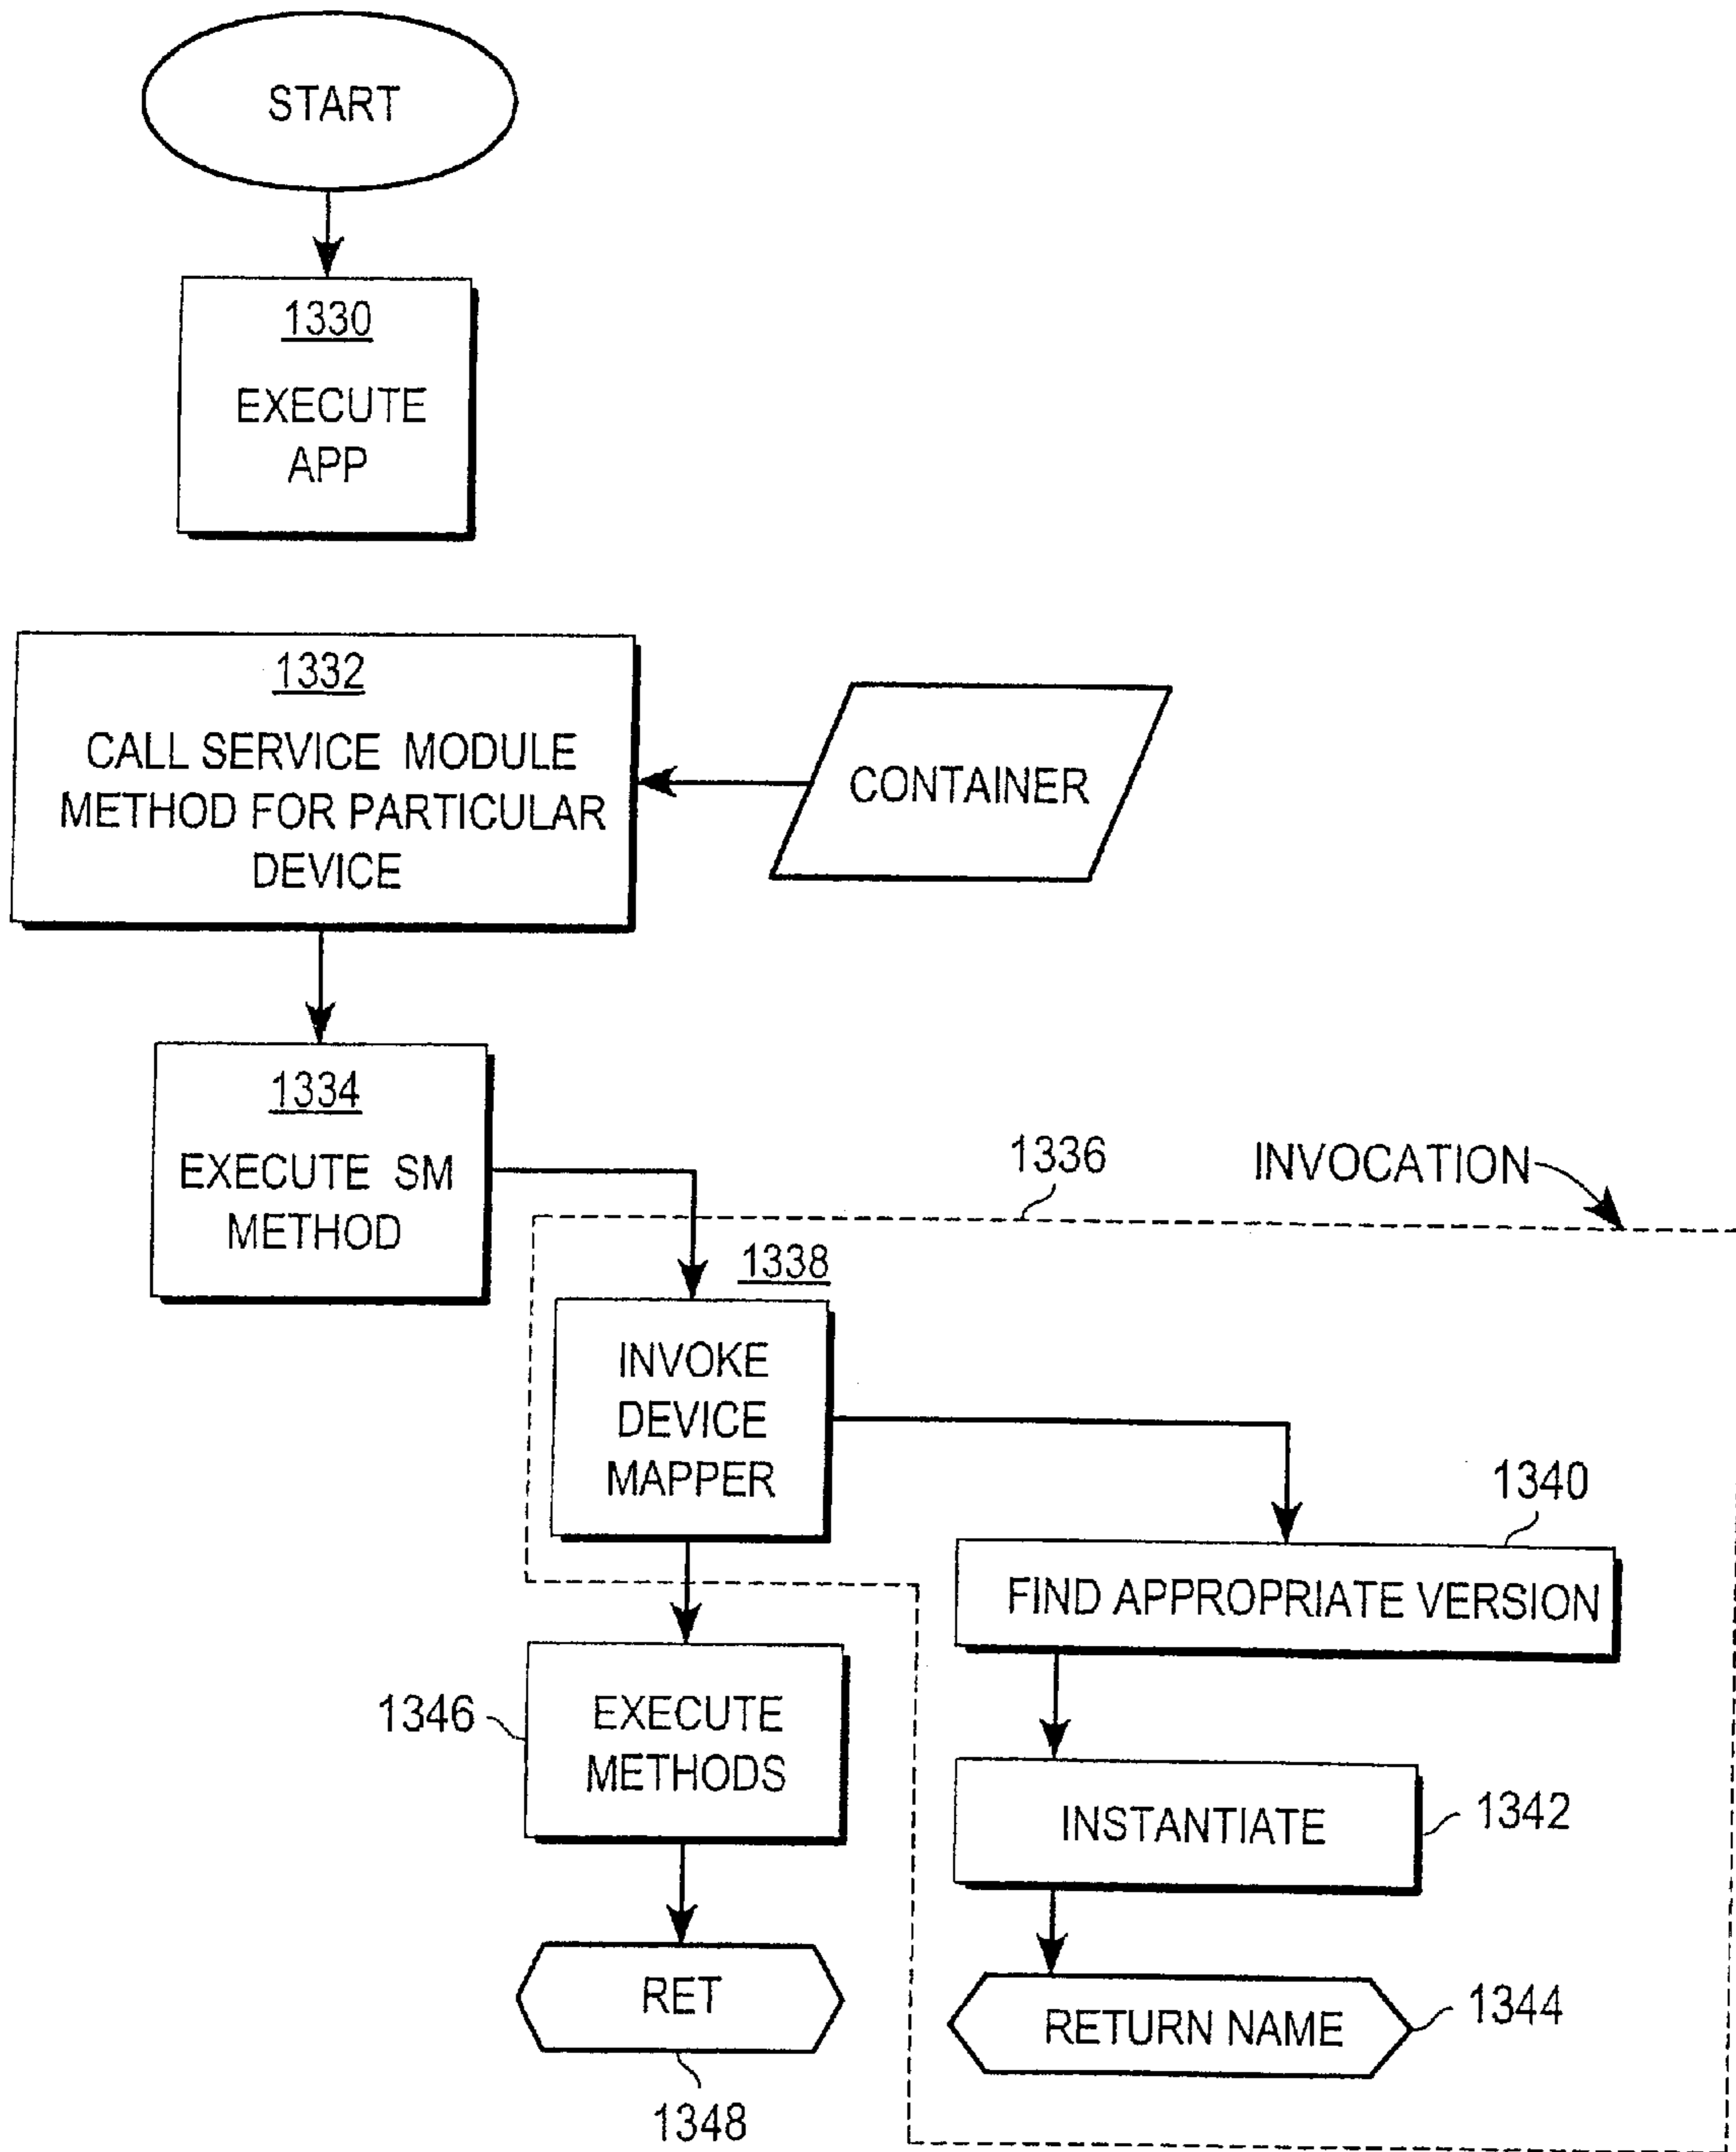 START
1330
EXECUTE
APP
1332
CALL SERVICE MODULE
METHOD FOR PARTICULAR
DEVICE
CONTAINER
1334
EXECUTE SM
METHOD
1336
INVOCATION
1338
INVOKE
DEVICE
MAPPER
1340
FIND APPROPRIATE VERSION
1346
EXECUTE
METHODS
INSTANTIATE
1342
RET
RETURN NAME
1344
1348